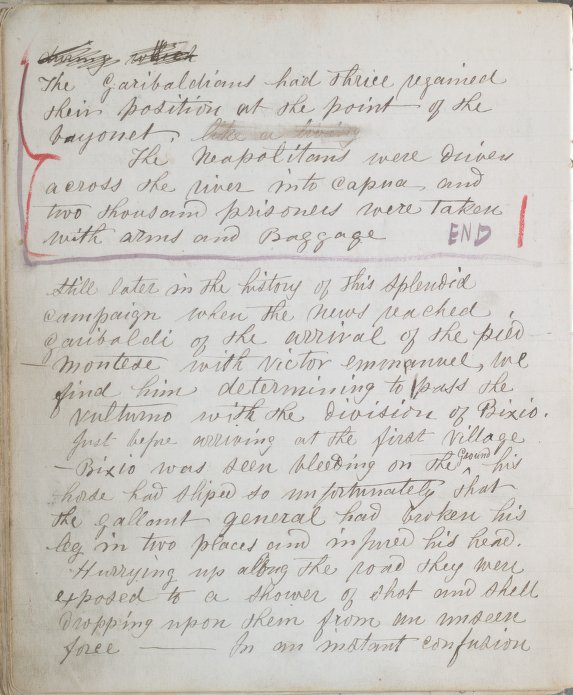 during which
The Garibaldians had thrice regained
their position at the point of the
bayonet. like a
The Neapolitans were driven
across the river into Capua, and
two thousand prisoners were taken
with arms and Baggage END
Still later in the history of this splendid
campaign when the news reached
Garibaldi of the arrival of the pied-
-montese with Victor emmanuel, we
find him determining to pass the
Vulturno with the division of Bixio.
Just before arriving at the first Village
- Bixio was seen bleeding on the ground his
horse had sliped so unfortunately that
the gallant general had broken his
leg in two places and injured his head.
Hurrying up along the road they were
exposed to a shower of shot and shell
dropping upon them from an unseen
force — In an instant confusion